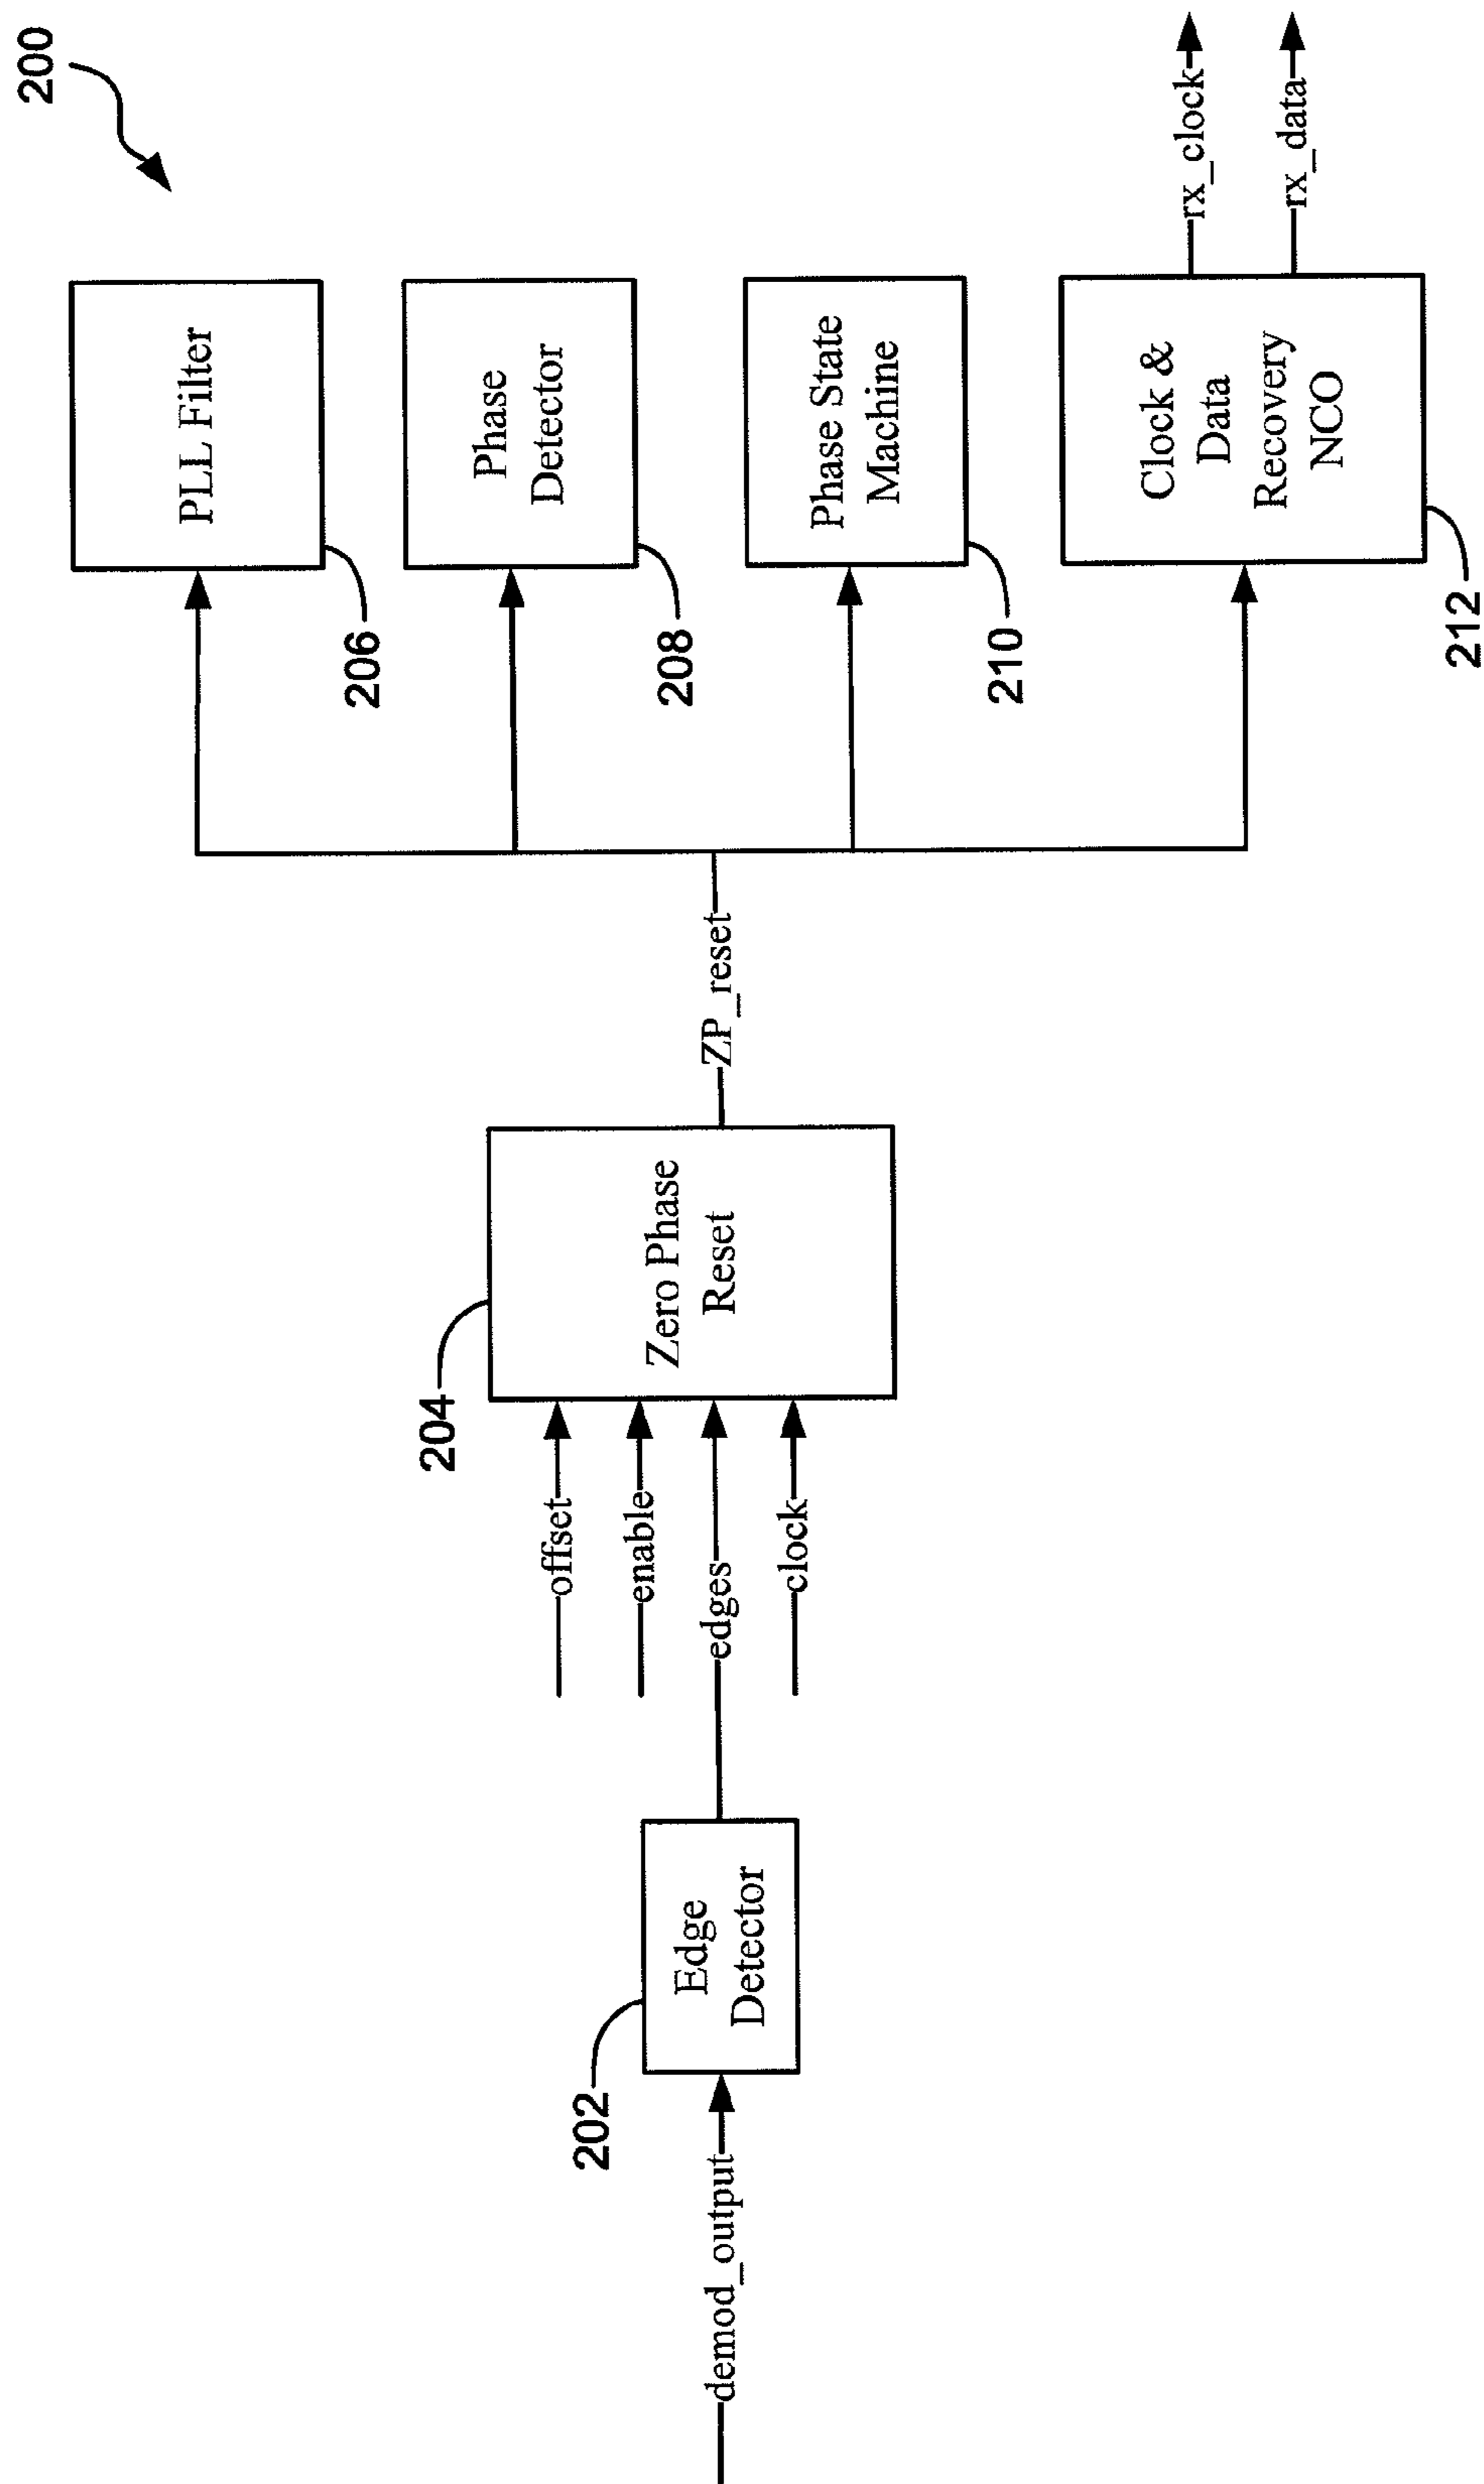 200
demod_output
202
Edge
Detector
edges
offset
enable
clock
204
Zero Phase
Reset
ZP_reset
PLL Filter
206
Phase
Detector
208
Phase State
Machine
210
Clock &
Data
Recovery
NCO
212
rx_clock
rx_data